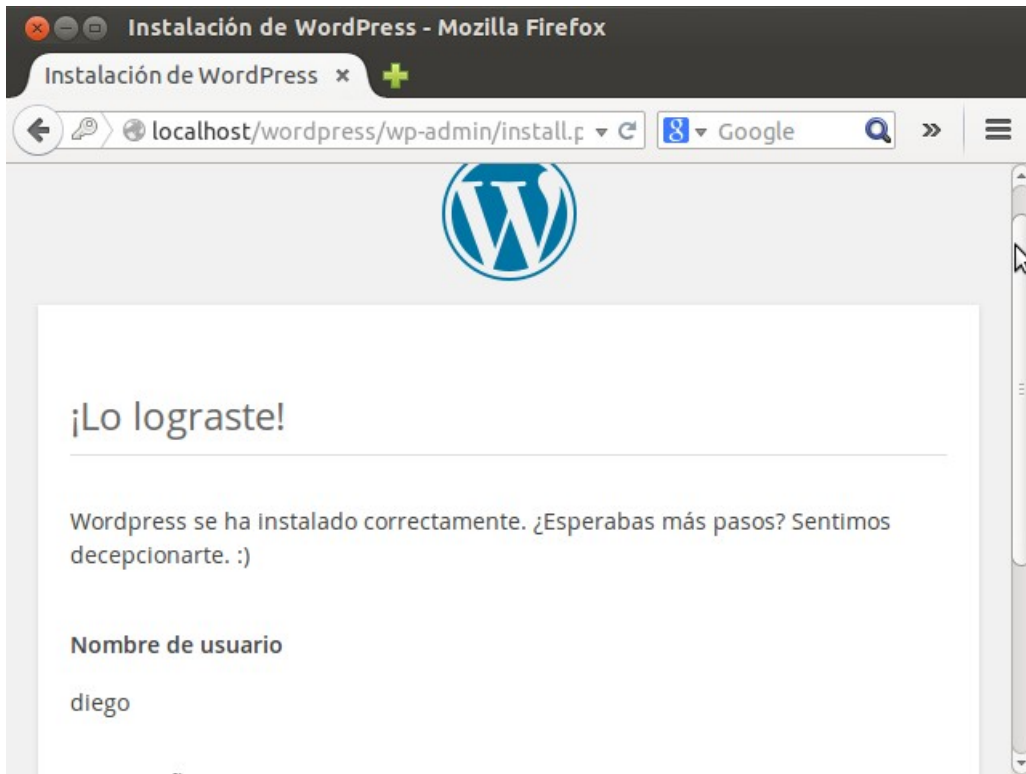 Instalación de WordPress - Mozilla Firefox
Instalación de WordPress
localhost/wordpress/wp-admin/install.p
Google
¡Lo lograste!
Wordpress se ha instalado correctamente. ¿Esperabas más pasos? Sentimos
decepcionarte. :)
Nombre de usuario
diego